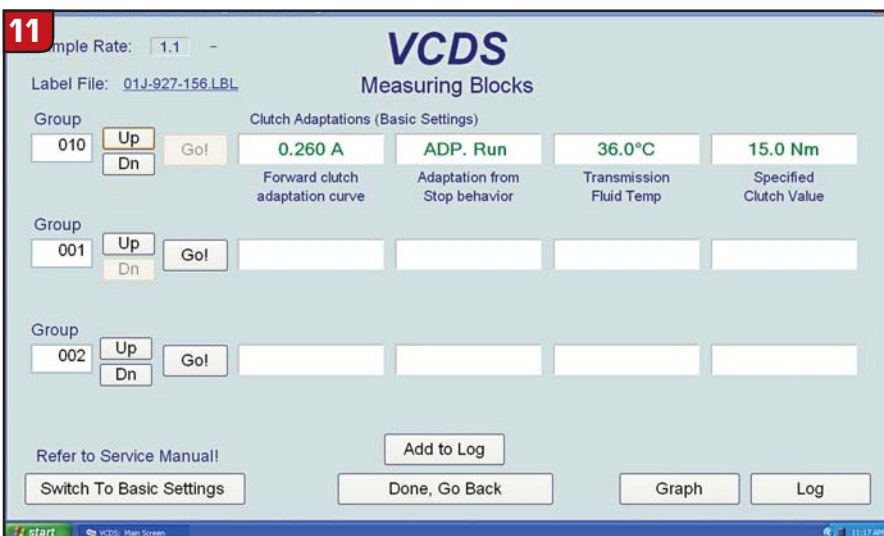 11
mple Rate: 1.1 -
VCDS
Label File: 01J-927-156.LBL
Measuring Blocks
Group
Clutch Adaptations (Basic Settings)
010 Up Go! 0.260 A ADP. Run 36.0°C 15.0 Nm
Dn
Forward clutch adaptation curve
Adaptation from Stop behavior
Transmission Fluid Temp
Specified Clutch Value
Group
001 Up Go!
Dn
Group
002 Up Go!
Dn
Refer to Service Manual!
Add to Log
Switch To Basic Settings Done, Go Back Graph Log
start VCDS: Main Screen 11:17 AM